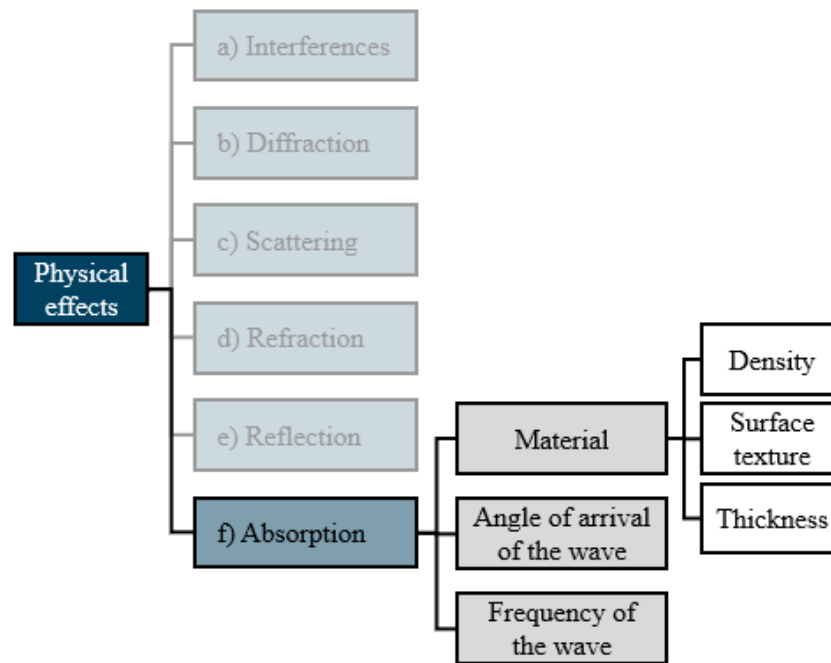 Physical
effects
a) Interferences
b) Diffraction
c) Scattering
d) Refraction
e) Reflection
f) Absorption
Material
Angle of arrival
of the wave
Frequency of
the wave
Density
Surface
texture
Thickness